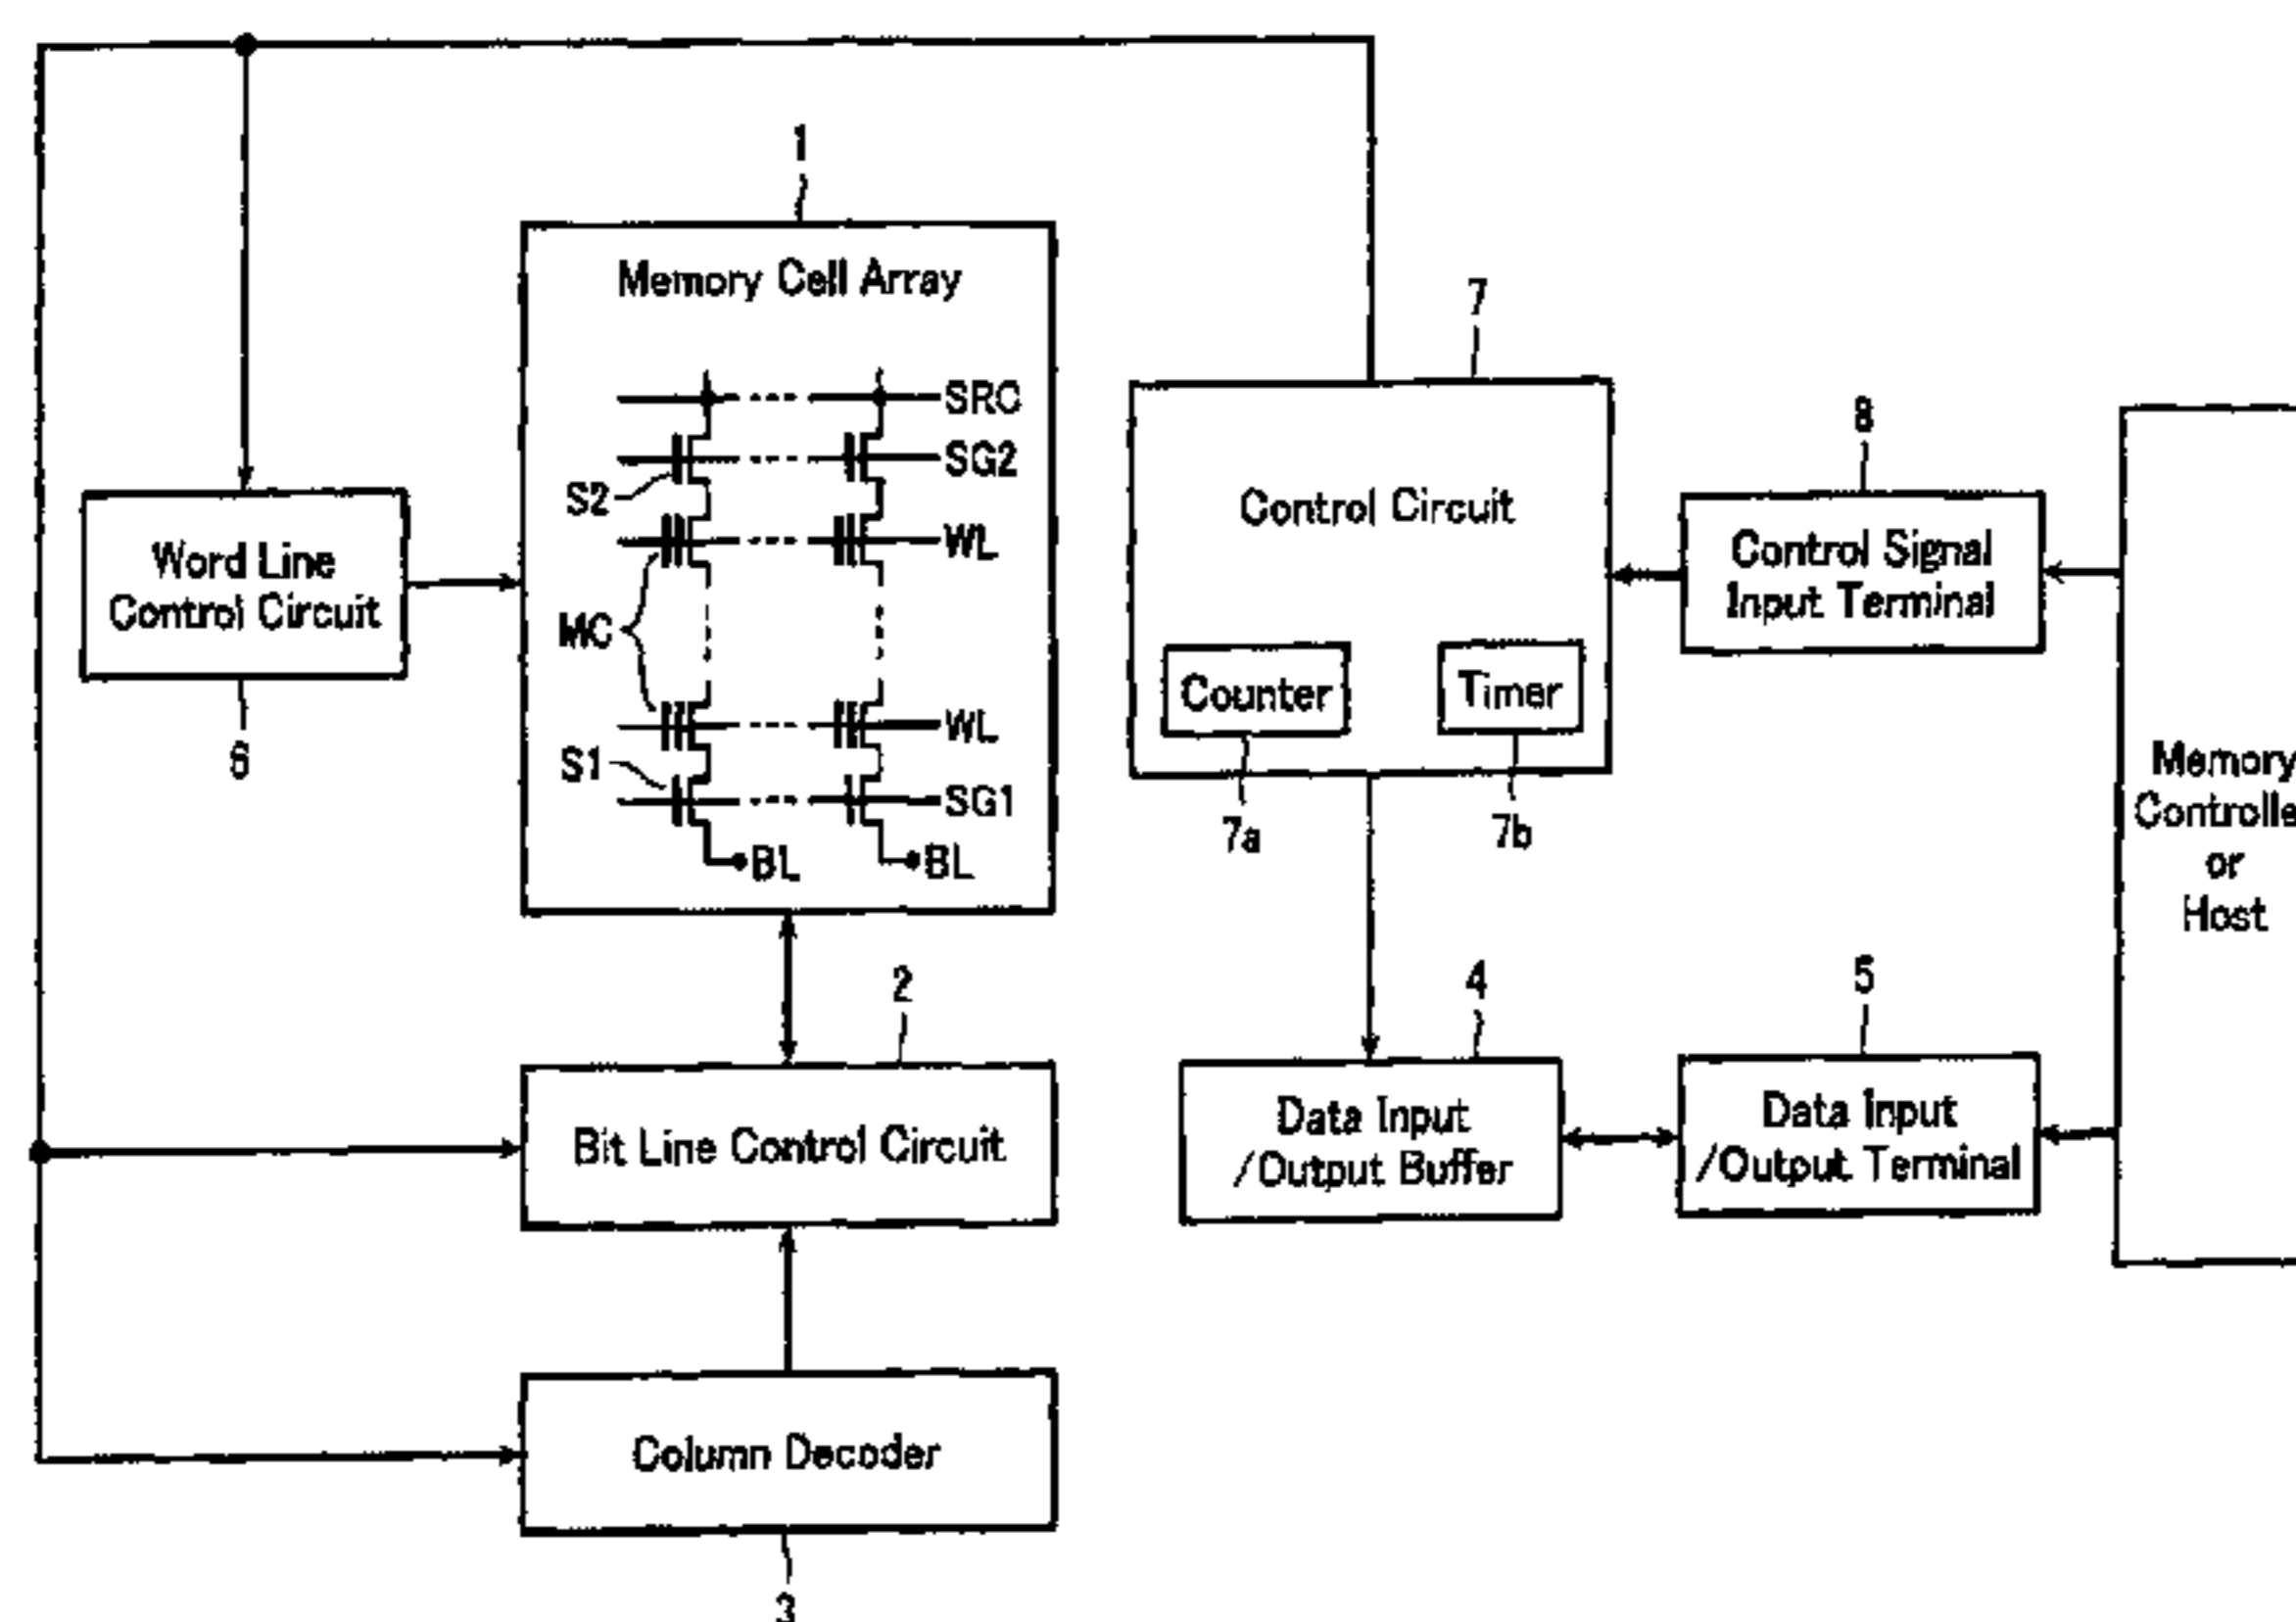 1
Memory Cell Array
SRC
SG2
S2
WL
MC
WL
S1
SG1
BL
BL
Word Line
Control Circuit
6
7
Control Circuit
Counter
Timer
7a
7b
8
Control Signal
Input Terminal
Memory
Controlle
or
Host
2
Bit Line Control Circuit
4
Data Input
/Output Buffer
5
Data Input
/Output Terminal
Column Decoder
3